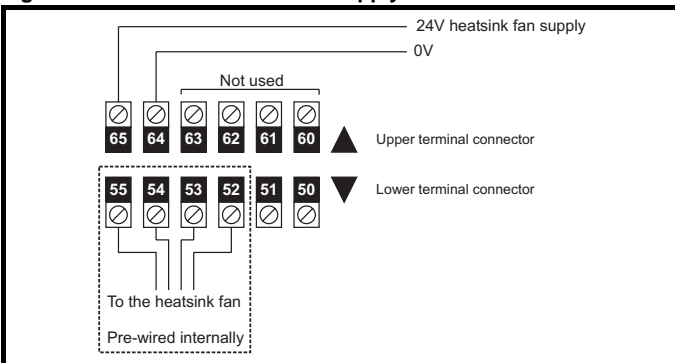 24V heatsink fan supply
0V
Not used
65 64 63 62 61 60
Upper terminal connector
55 54 53 52 51 50
Lower terminal connector
To the heatsink fan
Pre-wired internally